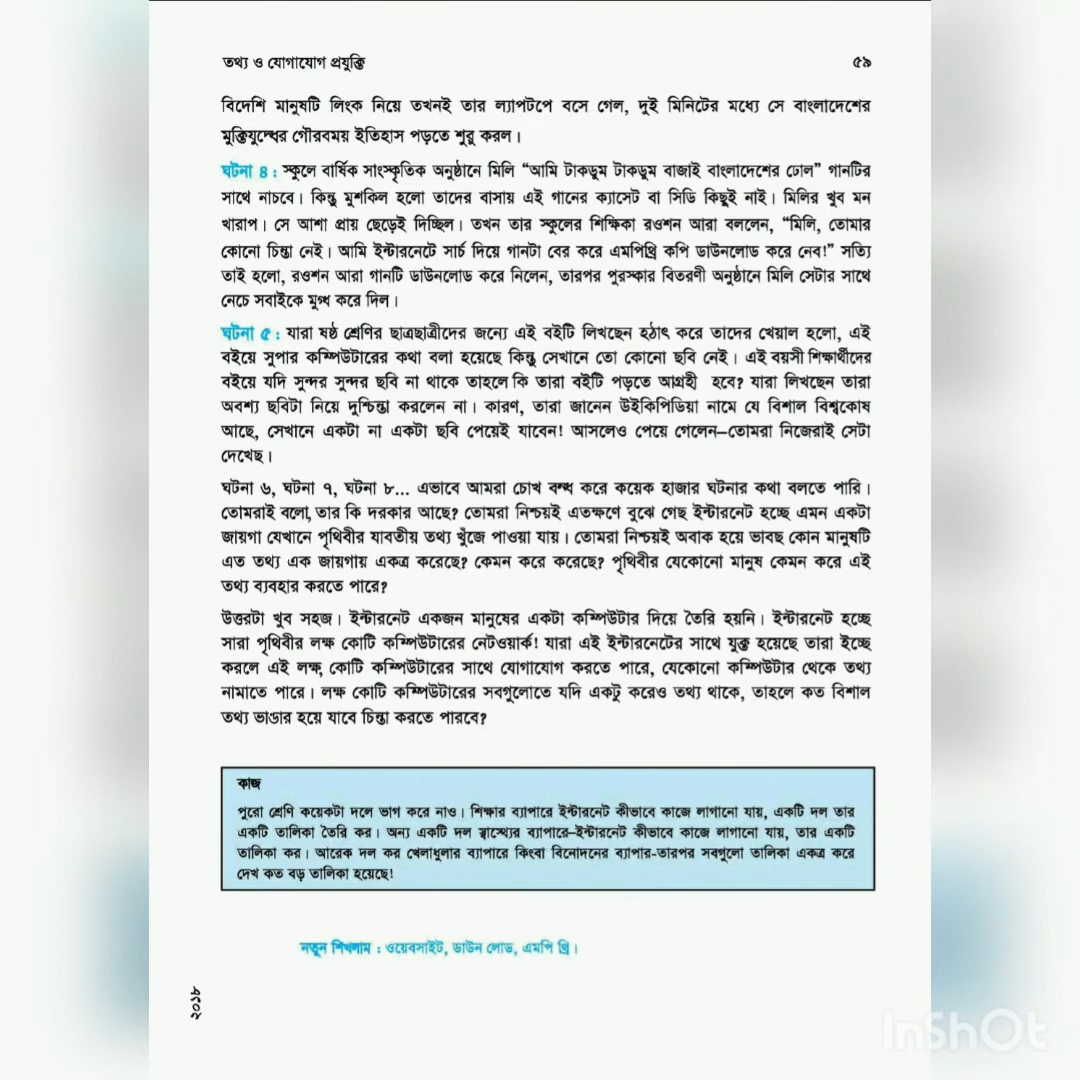 তথ্য ও যোগাযোগ প্রযুক্তি ৫৯
বিদেশি মানুষটি লিংক নিয়ে তখনই তার ল্যাপটপে বসে গেল, দুই মিনিটের মধ্যে সে বাংলাদেশের
মুক্তিযুদ্ধের গৌরবময় ইতিহাস পড়তে শুরু করল।
ঘটনা ৪ : স্কুলে বার্ষিক সাংস্কৃতিক অনুষ্ঠানে মিলি “আমি টাকডুম টাকডুম বাজাই বাংলাদেশের ঢোল” গানটির
সাথে নাচবে। কিন্তু মুশকিল হলো তাদের বাসায় এই গানের ক্যাসেট বা সিডি কিছুই নাই। মিলির খুব মন
খারাপ। সে আশা প্রায় ছেড়েই দিচ্ছিল। তখন তার স্কুলের শিক্ষিকা রওশন আরা বললেন, “মিলি, তোমার
কোনো চিন্তা নেই। আমি ইন্টারনেটে সার্চ দিয়ে গানটা বের করে এমপিথ্রি কপি ডাউনলোড করে নেব!” সত্যি
তাই হলো, রওশন আরা গানটি ডাউনলোড করে নিলেন, তারপর পুরস্কার বিতরণী অনুষ্ঠানে মিলি সেটার সাথে
নেচে সবাইকে মুগ্ধ করে দিল।
ঘটনা ৫ : যারা ষষ্ঠ শ্রেণির ছাত্রছাত্রীদের জন্যে এই বইটি লিখছেন হঠাৎ করে তাদের খেয়াল হলো, এই
বইয়ে সুপার কম্পিউটারের কথা বলা হয়েছে কিন্তু সেখানে তো কোনো ছবি নেই। এই বয়সী শিক্ষার্থীদের
বইয়ে যদি সুন্দর সুন্দর ছবি না থাকে তাহলে কি তারা বইটি পড়তে আগ্রহী হবে? যারা লিখছেন তারা
অবশ্য ছবিটা নিয়ে দুশ্চিন্তা করলেন না। কারণ, তারা জানেন উইকিপিডিয়া নামে যে বিশাল বিশ্বকোষ
আছে, সেখানে একটা না একটা ছবি পেয়েই যাবেন! আসলেও পেয়ে গেলেন–তোমরা নিজেরাই সেটা
দেখেছ।
ঘটনা ৬, ঘটনা ৭, ঘটনা ৮... এভাবে আমরা চোখ বন্ধ করে কয়েক হাজার ঘটনার কথা বলতে পারি।
তোমরাই বলো, তার কি দরকার আছে? তোমরা নিশ্চয়ই এতক্ষণে বুঝে গেছ ইন্টারনেট হচ্ছে এমন একটা
জায়গা যেখানে পৃথিবীর যাবতীয় তথ্য খুঁজে পাওয়া যায়। তোমরা নিশ্চয়ই অবাক হয়ে ভাবছ কোন মানুষটি
এত তথ্য এক জায়গায় একত্র করেছে? কেমন করে করেছে? পৃথিবীর যেকোনো মানুষ কেমন করে এই
তথ্য ব্যবহার করতে পারে?
উত্তরটা খুব সহজ। ইন্টারনেট একজন মানুষের একটা কম্পিউটার দিয়ে তৈরি হয়নি। ইন্টারনেট হচ্ছে
সারা পৃথিবীর লক্ষ কোটি কম্পিউটারের নেটওয়ার্ক! যারা এই ইন্টারনেটের সাথে যুক্ত হয়েছে তারা ইচ্ছে
করলে এই লক্ষ, কোটি কম্পিউটারের সাথে যোগাযোগ করতে পারে, যেকোনো কম্পিউটার থেকে তথ্য
নামাতে পারে। লক্ষ কোটি কম্পিউটারের সবগুলোতে যদি একটু করেও তথ্য থাকে, তাহলে কত বিশাল
তথ্য ভাণ্ডার হয়ে যাবে চিন্তা করতে পারবে?
কাজ
পুরো শ্রেণি কয়েকটা দলে ভাগ করে নাও। শিক্ষার ব্যাপারে ইন্টারনেট কীভাবে কাজে লাগানো যায়, একটি দল তার
একটি তালিকা তৈরি কর। অন্য একটি দল স্বাস্থ্যের ব্যাপারে–ইন্টারনেট কীভাবে কাজে লাগানো যায়, তার একটি
তালিকা কর। আরেক দল কর খেলাধুলার ব্যাপারে কিংবা বিনোদনের ব্যাপার-তারপর সবগুলো তালিকা একত্র করে
দেখ কত বড় তালিকা হয়েছে!
নতুন শিখলাম : ওয়েবসাইট, ডাউন লোড, এমপি থ্রি।
২০১৮
InShOt